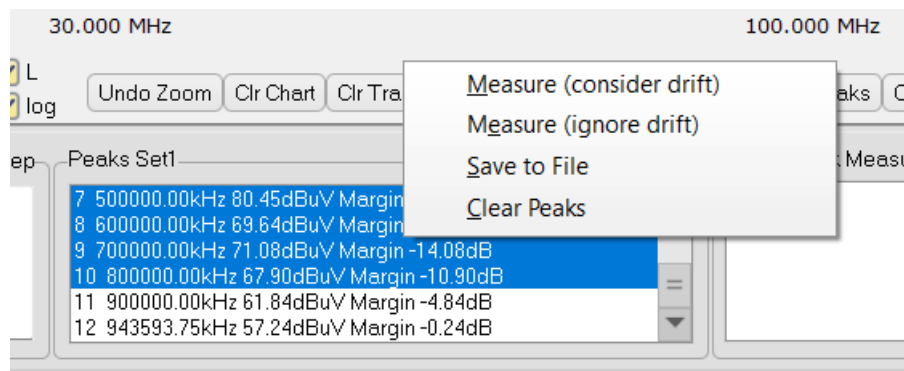 30.000 MHz 100.000 MHz
L
log
Undo Zoom Clr Chart Clr Tra
Measure (consider drift)
Measure (ignore drift)
Save to File
Clear Peaks
aks
ep
Peaks Set1
Measu
7 500000.00kHz 80.45dBuV Margin
8 600000.00kHz 69.64dBuV Margin
9 700000.00kHz 71.08dBuV Margin -14.08dB
10 800000.00kHz 67.90dBuV Margin -10.90dB
11 900000.00kHz 61.84dBuV Margin -4.84dB
12 943593.75kHz 57.24dBuV Margin -0.24dB